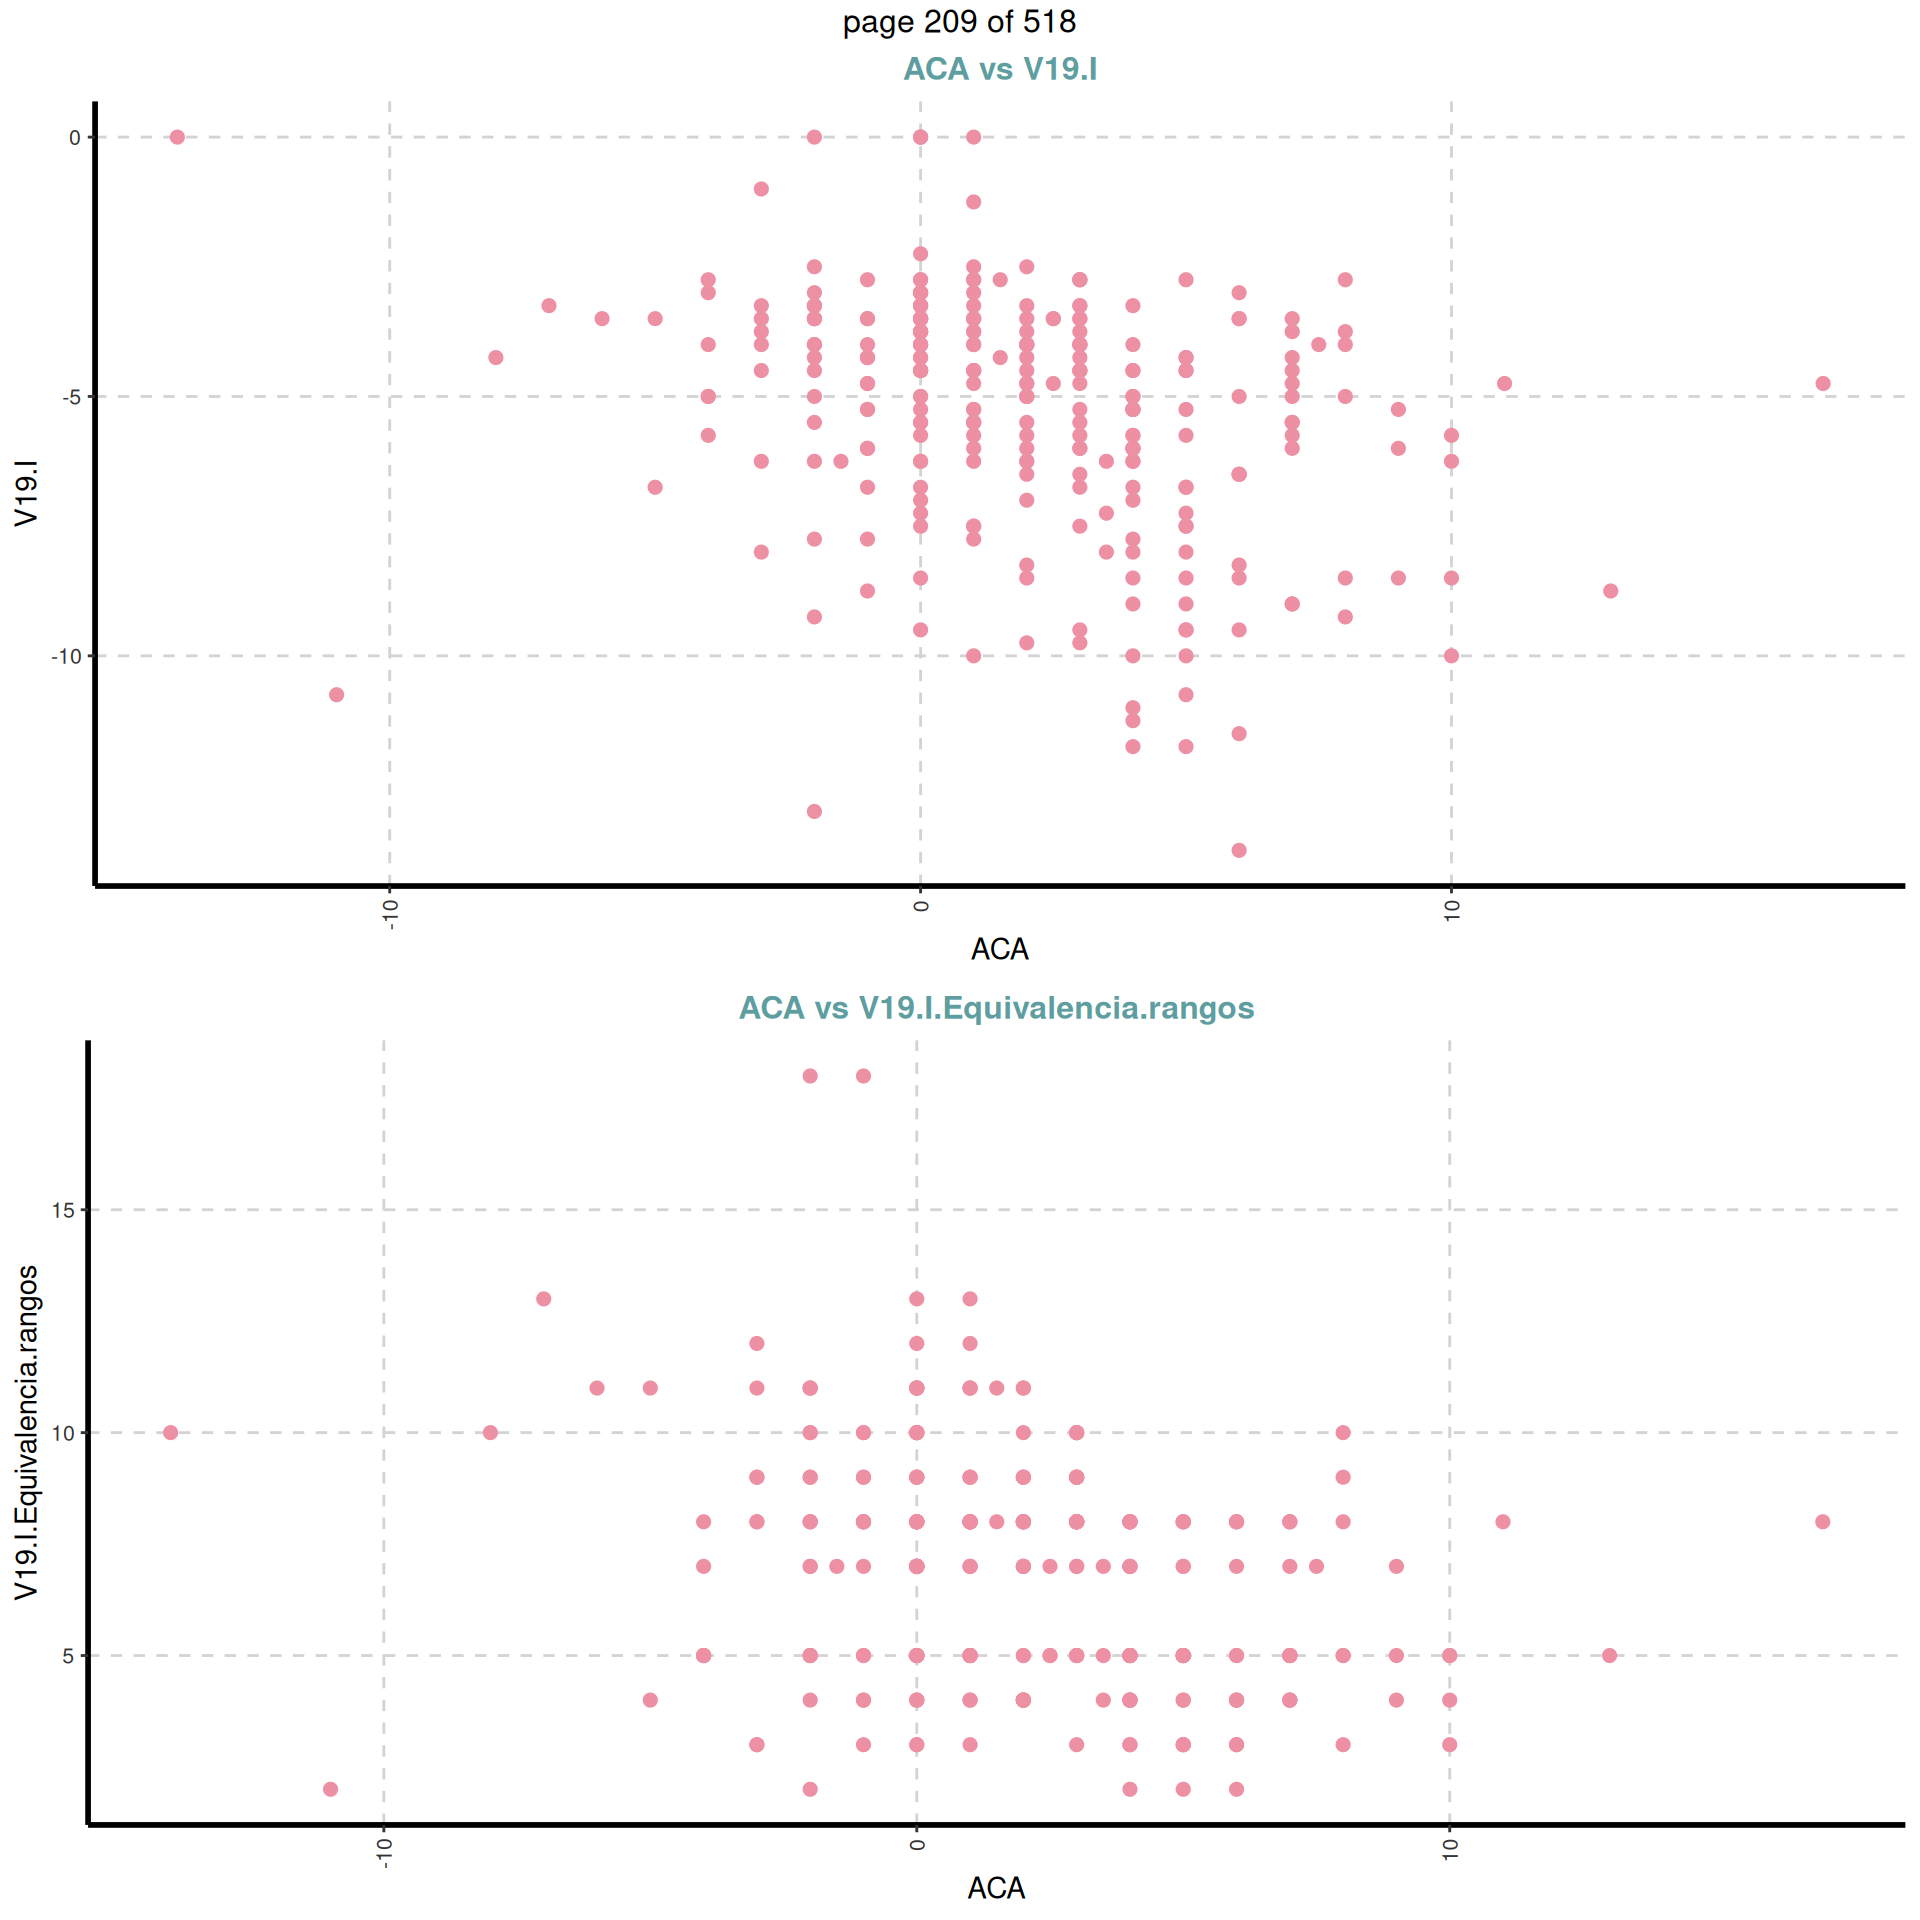 page 209 of 518
ACA vs V19.I
0
-5
-10
V19.I
-10
0
10
ACA
ACA vs V19.I.Equivalencia.rangos
15
10
5
V19.I.Equivalencia.rangos
-10
0
10
ACA